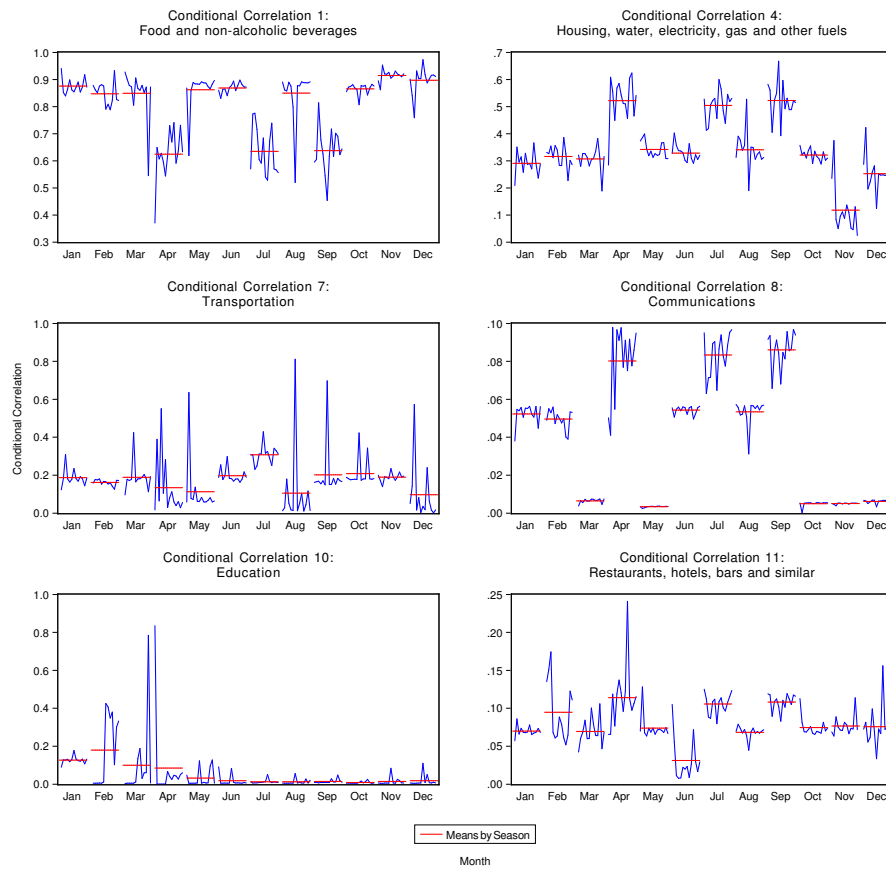 Conditional Correlation 1:
Food and non-alcoholic beverages
1.0
0.9
0.8
0.7
0.6
0.5
0.4
0.3
Jan Feb Mar Apr May Jun Jul Aug Sep Oct Nov Dec
Conditional Correlation 4:
Housing, water, electricity, gas and other fuels
.7
.6
.5
.4
.3
.2
.1
.0
Jan Feb Mar Apr May Jun Jul Aug Sep Oct Nov Dec
Conditional Correlation 7:
Transportation
Conditional Correlation
1.0
0.8
0.6
0.4
0.2
0.0
Jan Feb Mar Apr May Jun Jul Aug Sep Oct Nov Dec
Conditional Correlation 8:
Communications
.10
.08
.06
.04
.02
.00
Jan Feb Mar Apr May Jun Jul Aug Sep Oct Nov Dec
Conditional Correlation 10:
Education
1.0
0.8
0.6
0.4
0.2
0.0
Jan Feb Mar Apr May Jun Jul Aug Sep Oct Nov Dec
Conditional Correlation 11:
Restaurants, hotels, bars and similar
.25
.20
.15
.10
.05
.00
Jan Feb Mar Apr May Jun Jul Aug Sep Oct Nov Dec
Means by Season
Month